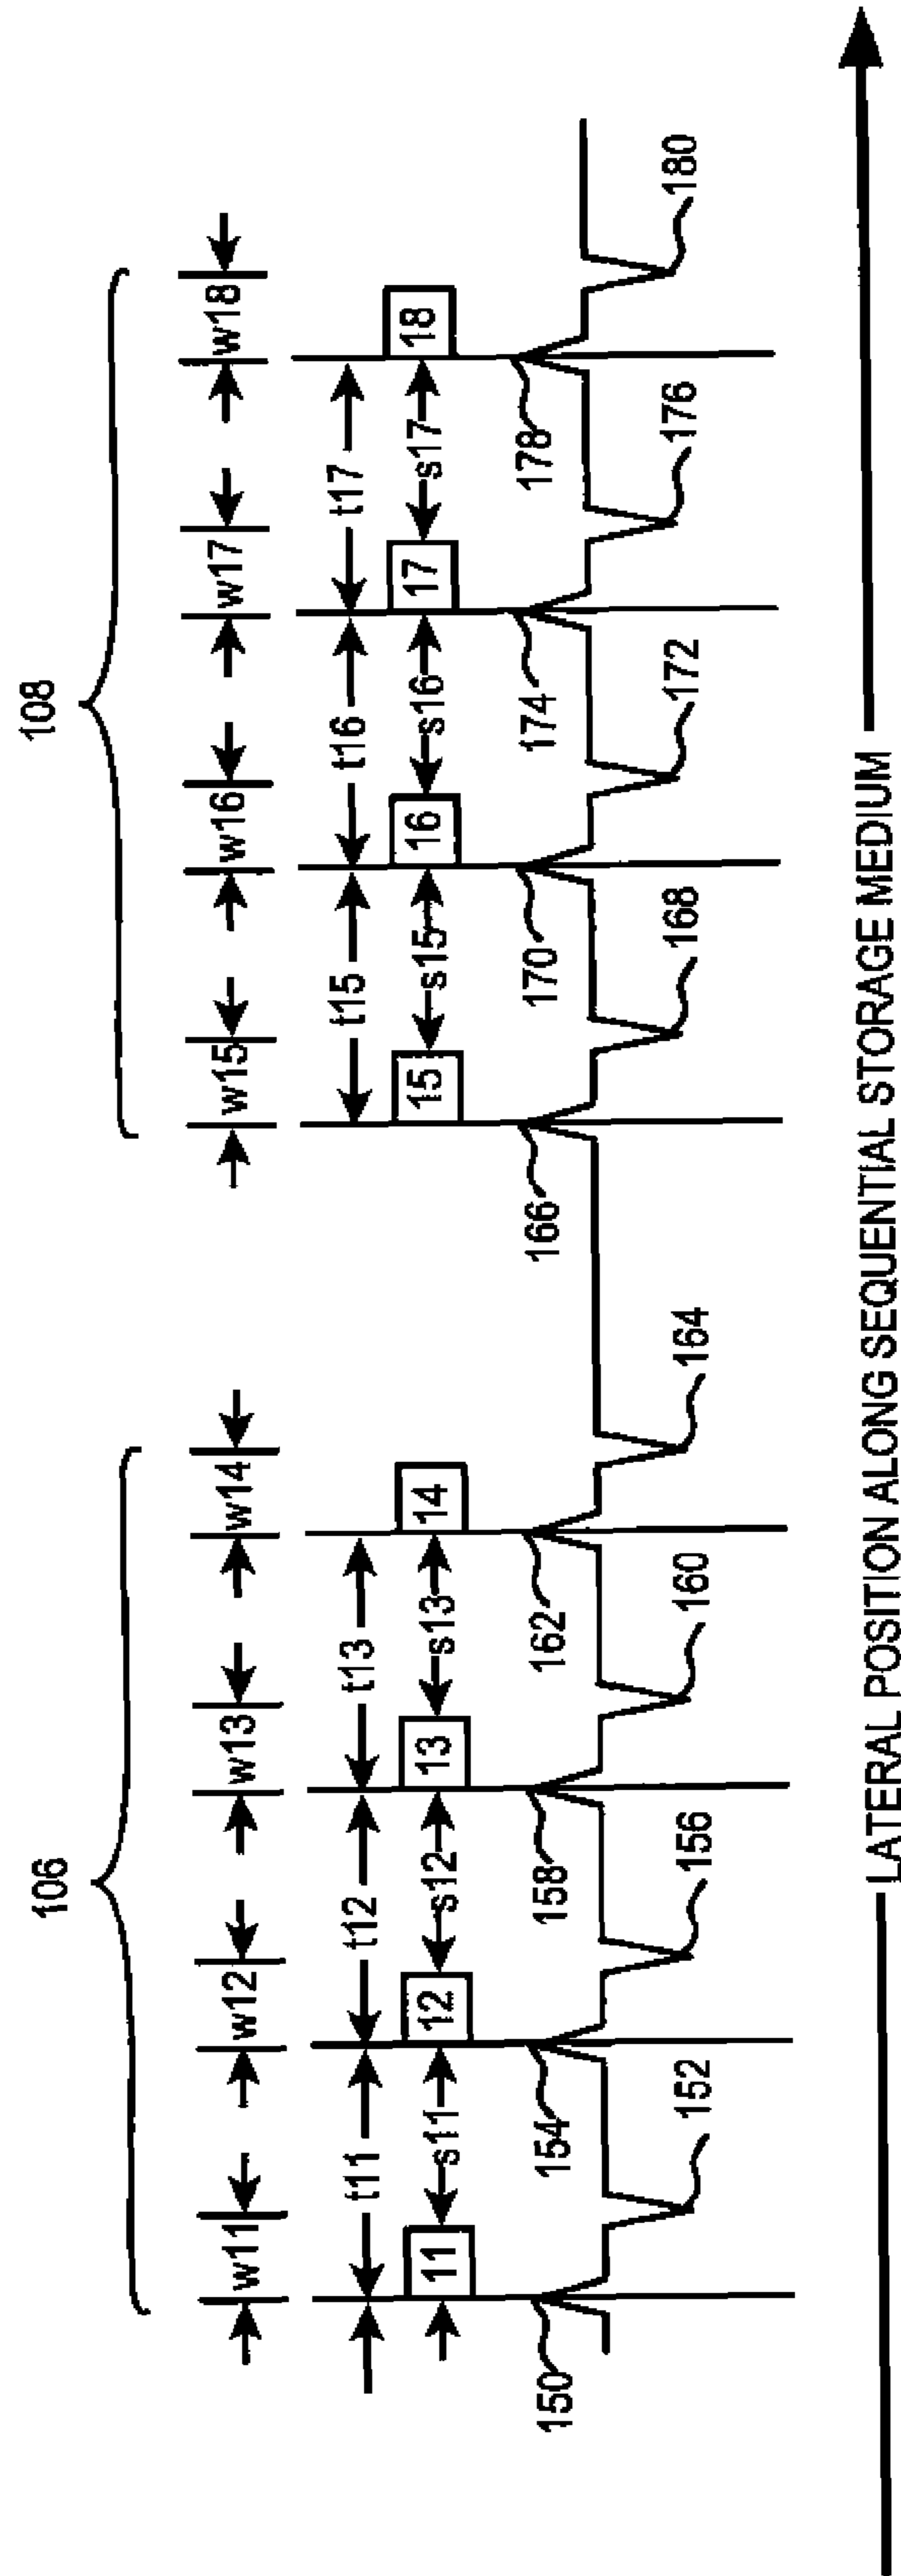 106
108
w11 w12 w13 w14 w15 w16 w17 w18
t11 t12 t13 t15 t16 t17
11 s11 12 s12 13 s13 14 15 s15 16 s16 17 s17 18
150 154 158 162 166 170 174 178
152 156 160 164 168 172 176 180
LATERAL POSITION ALONG SEQUENTIAL STORAGE MEDIUM